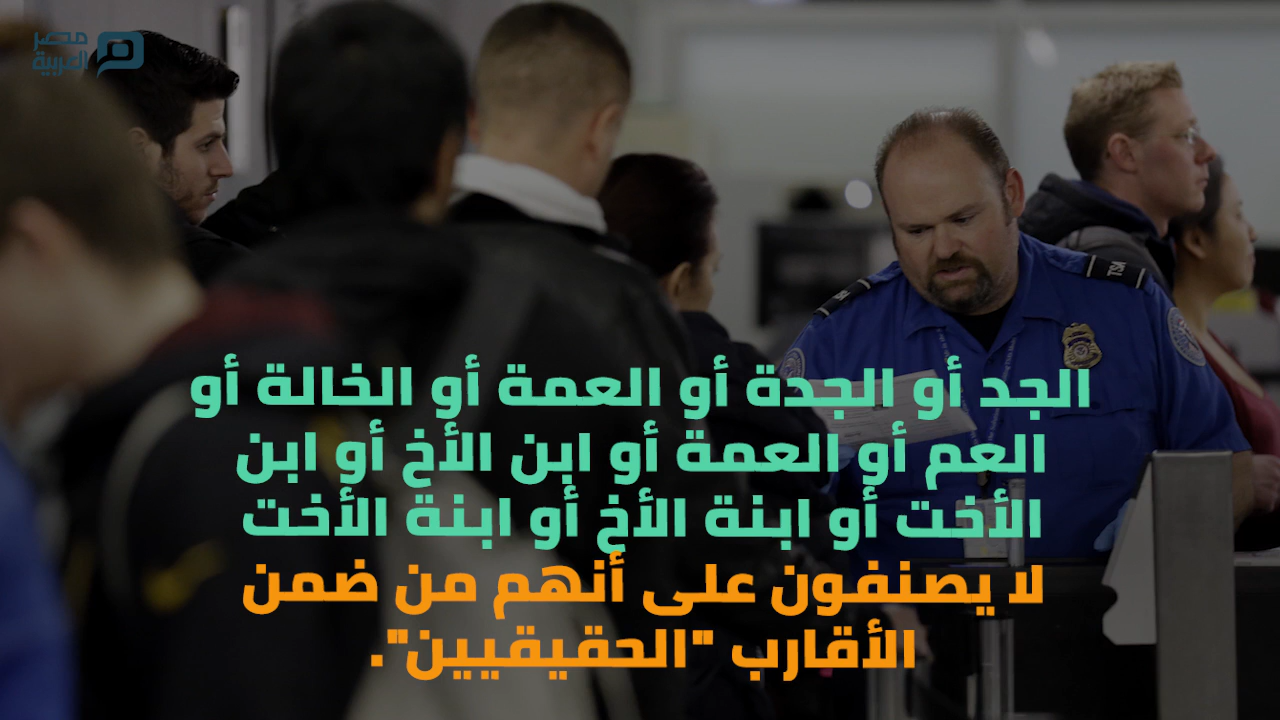 مصر
العربية
الجد أو الجدة أو العمة أو الخالة أو
العم أو العمة أو ابن الأخ أو ابن
الأخت أو ابنة الأخ أو ابنة الأخت
لا يصنفون على أنهم من ضمن
الأقارب "الحقيقيين".
TSA